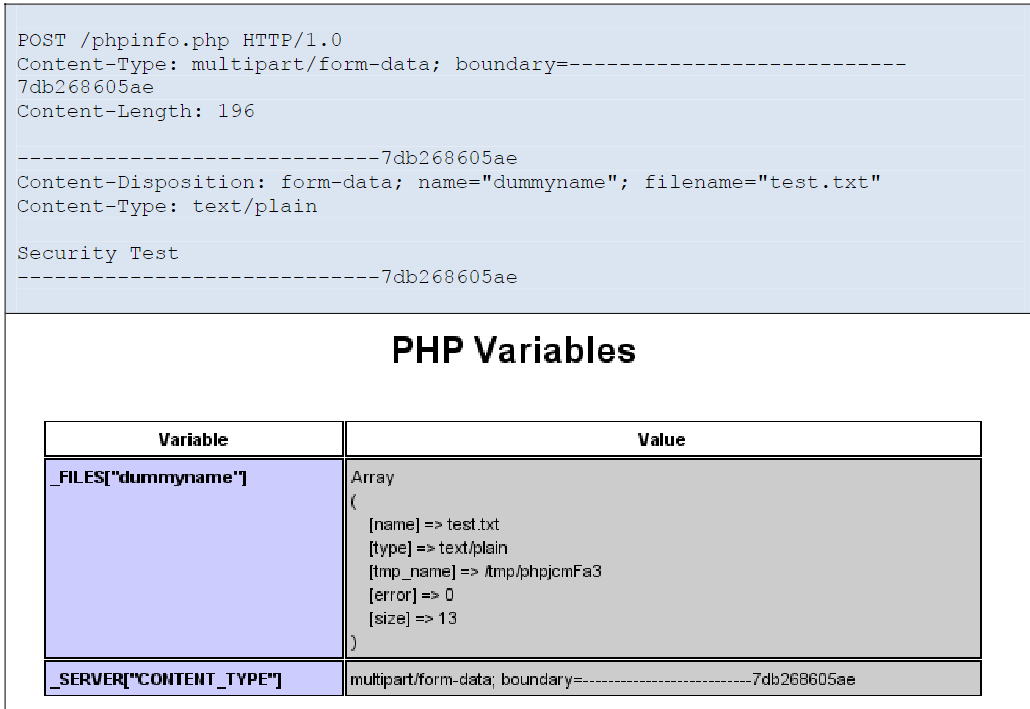 POST /phpinfo.php HTTP/1.0
Content-Type: multipart/form-data; boundary=---------------------------
7db268605ae
Content-Length: 196
-----------------------------7db268605ae
Content-Disposition: form-data; name="dummyname"; filename="test.txt"
Content-Type: text/plain
Security Test
-----------------------------7db268605ae
PHP Variables
Variable Value
_FILES["dummyname"] Array
(
[name] => test.txt
[type] => text/plain
[tmp_name] => /tmp/phpjcmFa3
[error] => 0
[size] => 13
)
_SERVER["CONTENT_TYPE"] multipart/form-data; boundary=---------------------------7db268605ae